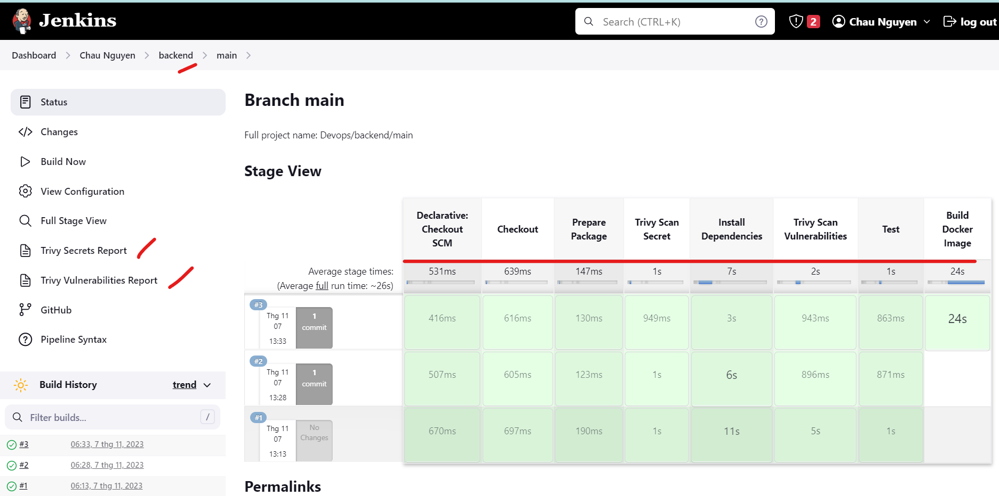 Jenkins
Search (CTRL+K)
?
2
Chau Nguyen
log out
Dashboard
Chau Nguyen
backend
main
Status
Changes
Build Now
View Configuration
Full Stage View
Trivy Secrets Report
Trivy Vulnerabilities Report
GitHub
Pipeline Syntax
Build History
trend
Filter builds...
/
#3
06:33, 7 thg 11, 2023
#2
06:28, 7 thg 11, 2023
#1
06:13, 7 thg 11, 2023
Branch main
Full project name: Devops/backend/main
Stage View
Declarative:
Checkout
SCM
Checkout
Prepare
Package
Trivy Scan
Secret
Install
Dependencies
Trivy Scan
Vulnerabilities
Test
Build
Docker
Image
Average stage times:
(Average full run time: ~26s)
531ms
639ms
147ms
1s
7s
2s
1s
24s
#3
Thg 11
07
13:33
1
commit
416ms
616ms
130ms
949ms
3s
943ms
863ms
24s
#2
Thg 11
07
13:28
1
commit
507ms
605ms
123ms
1s
6s
896ms
871ms
#1
Thg 11
07
13:13
No
Changes
670ms
697ms
190ms
1s
11s
5s
1s
Permalinks